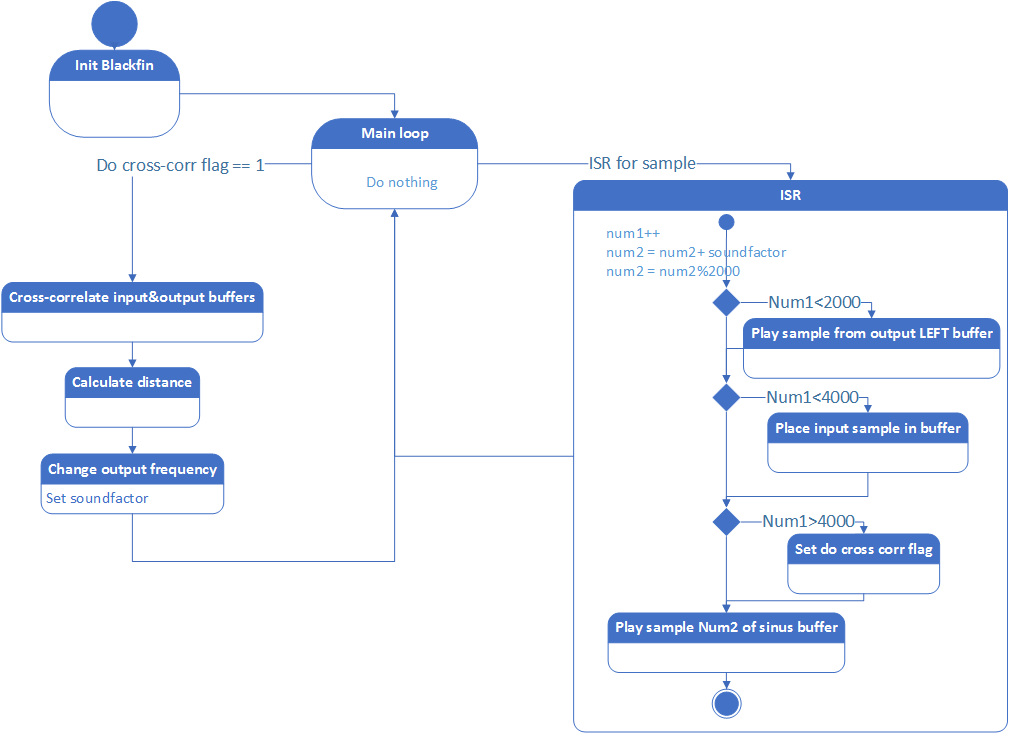 Init Blackfin
Main loop
Do nothing
Do cross-corr flag == 1
ISR for sample
Cross-correlate input&output buffers
Calculate distance
Change output frequency
Set soundfactor
ISR
num1++
num2 = num2+ soundfactor
num2 = num2%2000
Num1<2000
Play sample from output LEFT buffer
Num1<4000
Place input sample in buffer
Num1>4000
Set do cross corr flag
Play sample Num2 of sinus buffer